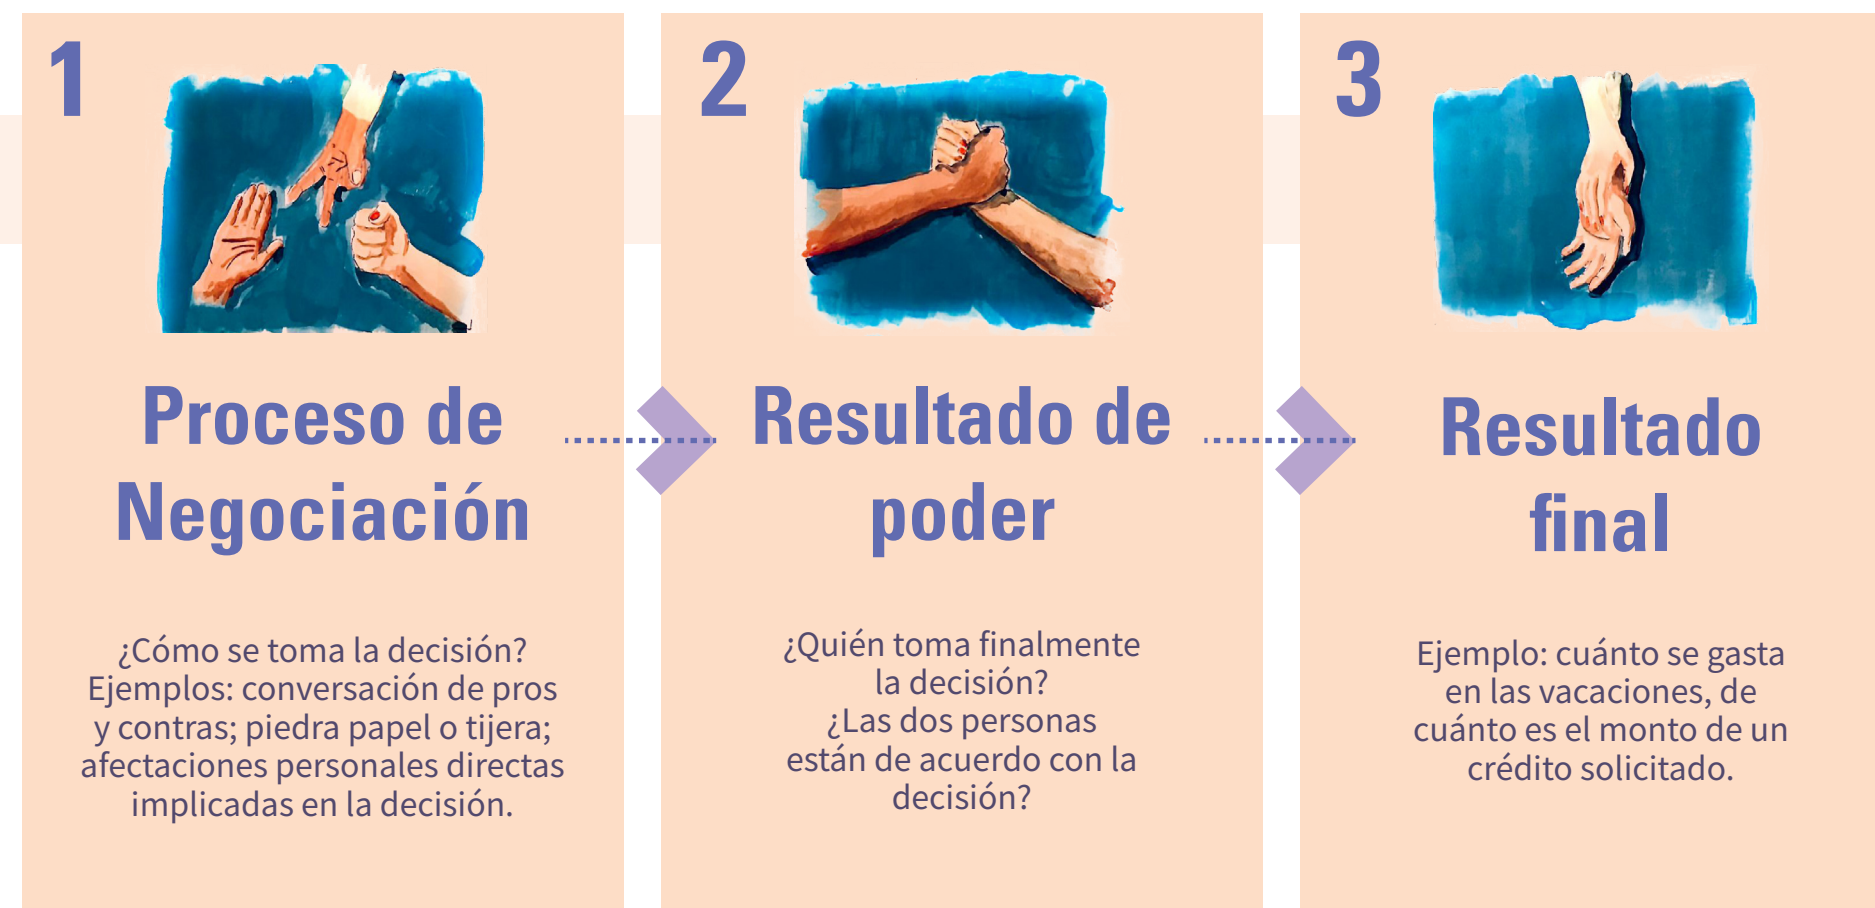 1
Proceso de
Negociación
¿Cómo se toma la decisión?
Ejemplos: conversación de pros
y contras; piedra papel o tijera;
afectaciones personales directas
implicadas en la decisión.
2
Resultado de
poder
¿Quién toma finalmente
la decisión?
¿Las dos personas
están de acuerdo con la
decisión?
3
Resultado
final
Ejemplo: cuánto se gasta
en las vacaciones, de
cuánto es el monto de un
crédito solicitado.